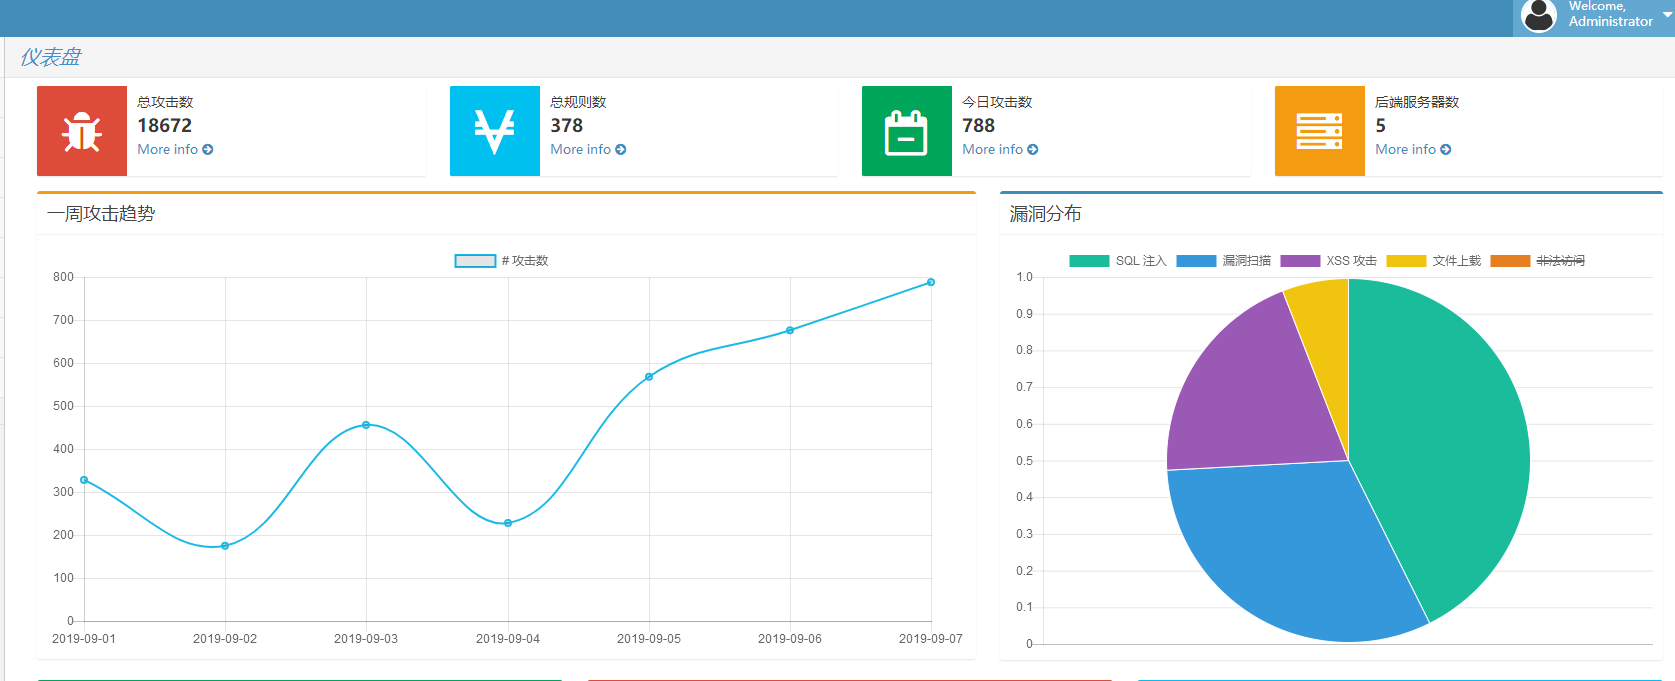 Welcome,
Administrator
仪表盘
总攻击数
18672
More info
总规则数
378
More info
今日攻击数
788
More info
后端服务器数
5
More info
一周攻击趋势
# 攻击数
800
700
600
500
400
300
200
100
0
2019-09-01 2019-09-02 2019-09-03 2019-09-04 2019-09-05 2019-09-06 2019-09-07
漏洞分布
SQL 注入 漏洞扫描 XSS 攻击 文件上载 非法访问
1.0
0.9
0.8
0.7
0.6
0.5
0.4
0.3
0.2
0.1
0